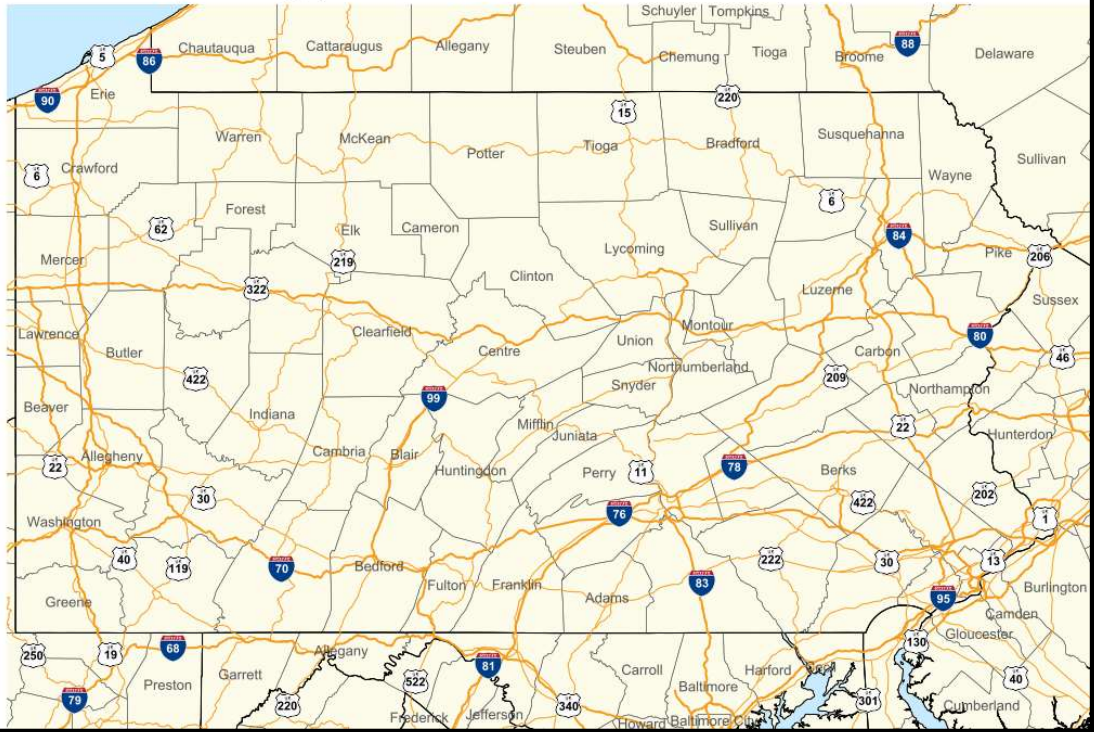 Schuyler
Tompkins
5
86
Chautauqua
Cattaraugus
Allegany
Steuben
Chemung
Tioga
Broome
88
Delaware
90
Erie
15
220
Warren
McKean
Potter
Tioga
Bradford
Susquehanna
Sullivan
6
Crawford
Wayne
6
Forest
62
Elk
Cameron
Sullivan
84
Lycoming
Pike
206
Mercer
219
Clinton
322
Luzerne
Sussex
Lawrence
Clearfield
Montour
80
Butler
Centre
Union
Carbon
46
422
Northumberland
209
Snyder
Northampton
99
Beaver
Indiana
Mifflin
22
Juniata
Hunterdon
22
Allegheny
Cambria
Blair
Huntingdon
Perry
11
78
Berks
30
202
422
Washington
76
1
40
119
70
Bedford
222
30
13
Fulton
Franklin
83
Burlington
Greene
Adams
95
Camden
Gloucester
250
19
68
Allegany
130
81
Preston
Garrett
522
Carroll
Harford
Cecil
40
79
220
Baltimore
301
340
Cumberland
Frederick
Jefferson
Howard
Baltimore City